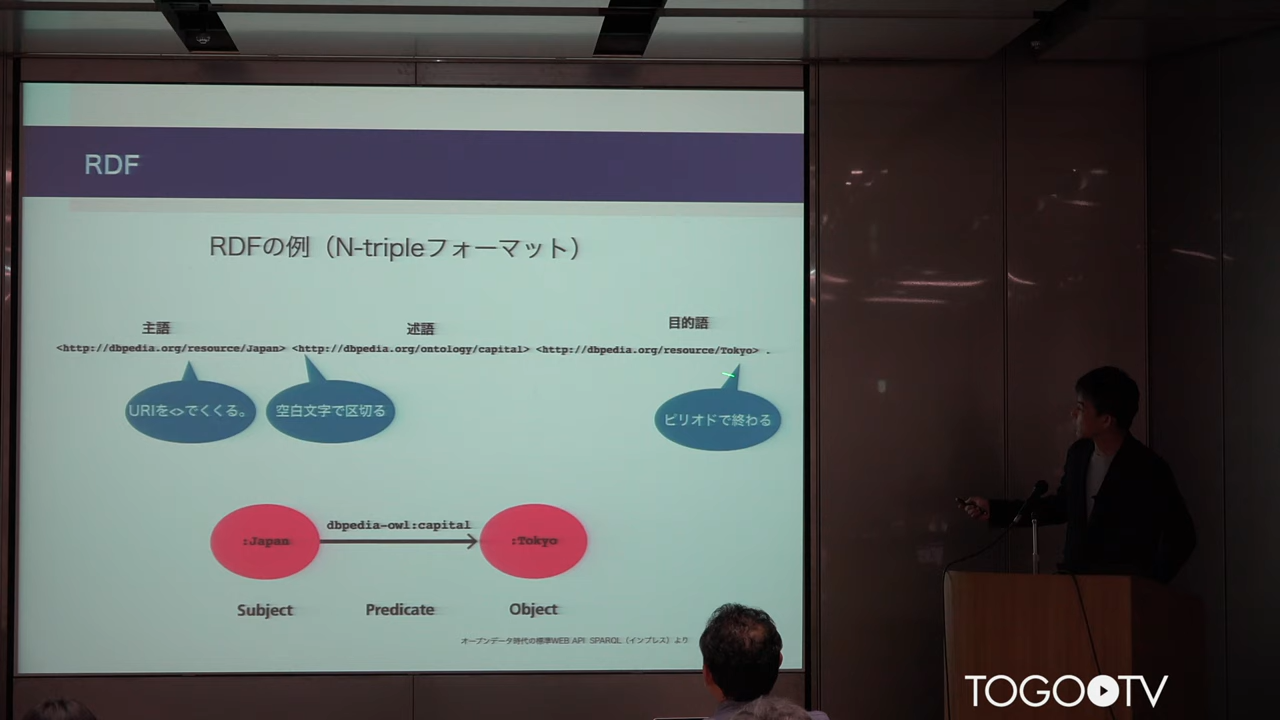 RDF
RDFの例（N-tripleフォーマット）
主語 述語 目的語
<http://dbpedia.org/resource/Japan> <http://dbpedia.org/ontology/capital> <http://dbpedia.org/resource/Tokyo> .
URIを<>でくくる。 空白文字で区切る ピリオドで終わる
dbpedia-owl:capital
:Japan :Tokyo
Subject Predicate Object
オープンデータ時代の標準WEB API SPARQL（インプレス）より
TOGOTV